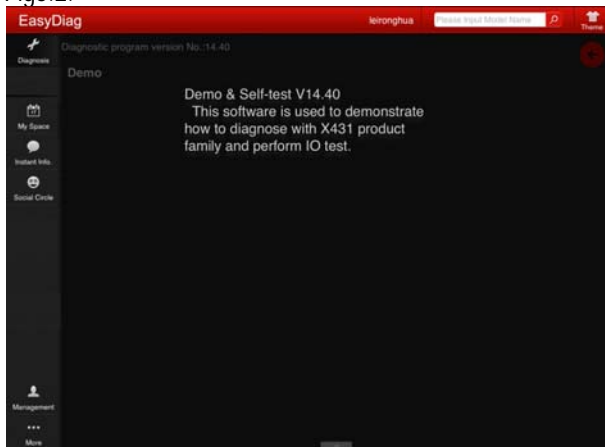 EasyDiag
leironghua
Please Input Model Name
Theme
Diagnosis
Diagnostic program version No.:14.40
Demo
Demo & Self-test V14.40
This software is used to demonstrate
how to diagnose with X431 product
family and perform IO test.
My Space
Instant Info.
Social Circle
Management
More